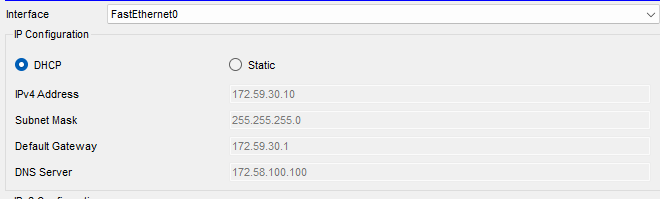 Interface FastEthernet0
IP Configuration
DHCP Static
IPv4 Address 172.59.30.10
Subnet Mask 255.255.255.0
Default Gateway 172.59.30.1
DNS Server 172.58.100.100